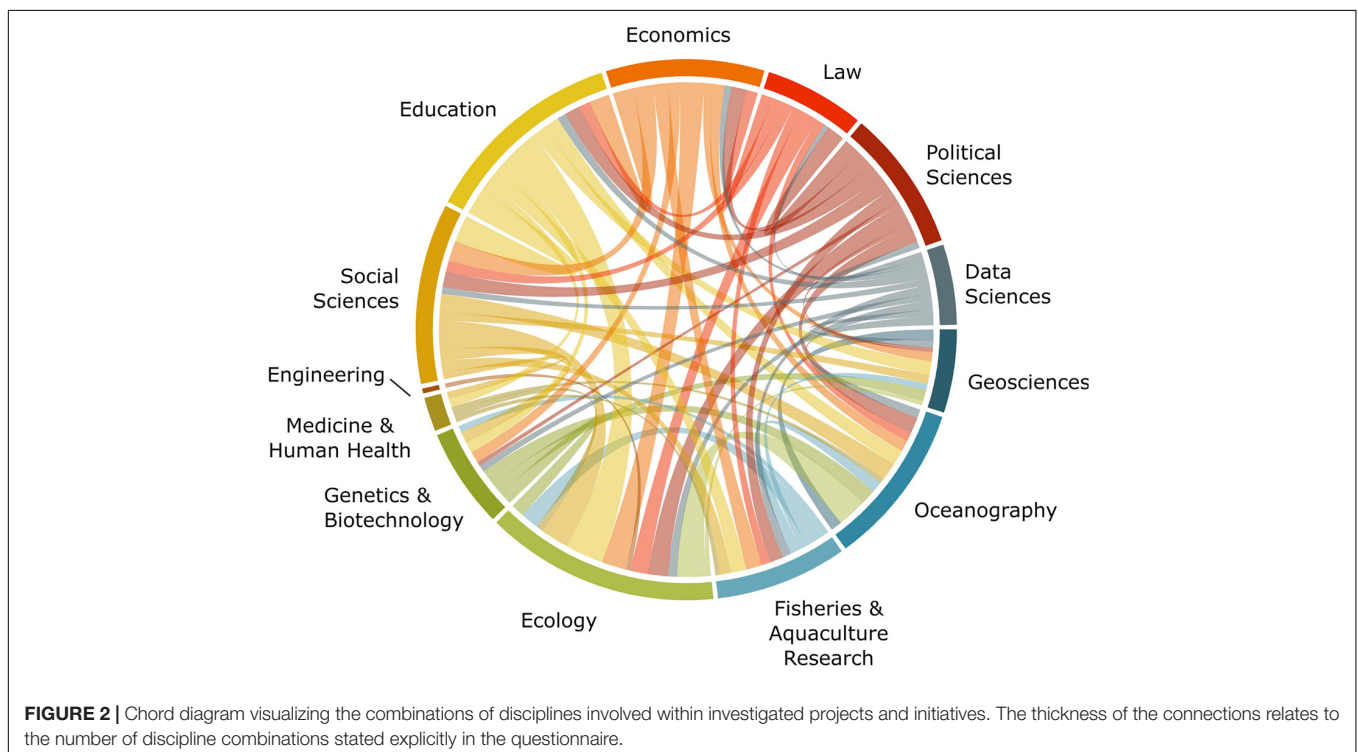 Economics
Law
Education
Political
Sciences
Social
Sciences
Data
Sciences
Engineering
Geosciences
Medicine &
Human Health
Genetics &
Biotechnology
Oceanography
Ecology
Fisheries &
Aquaculture
Research
FIGURE 2 | Chord diagram visualizing the combinations of disciplines involved within investigated projects and initiatives. The thickness of the connections relates to
the number of discipline combinations stated explicitly in the questionnaire.